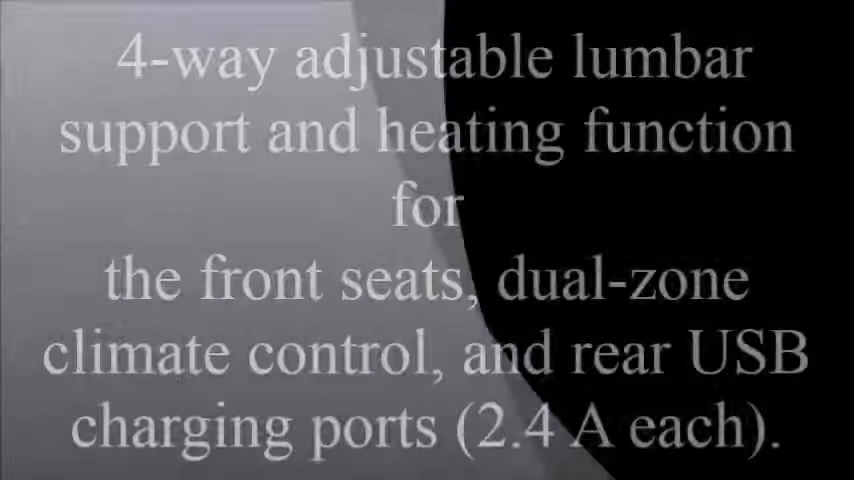 4-way adjustable lumbar
support and heating function
for
the front seats, dual-zone
climate control, and rear USB
charging ports (2.4 A each).